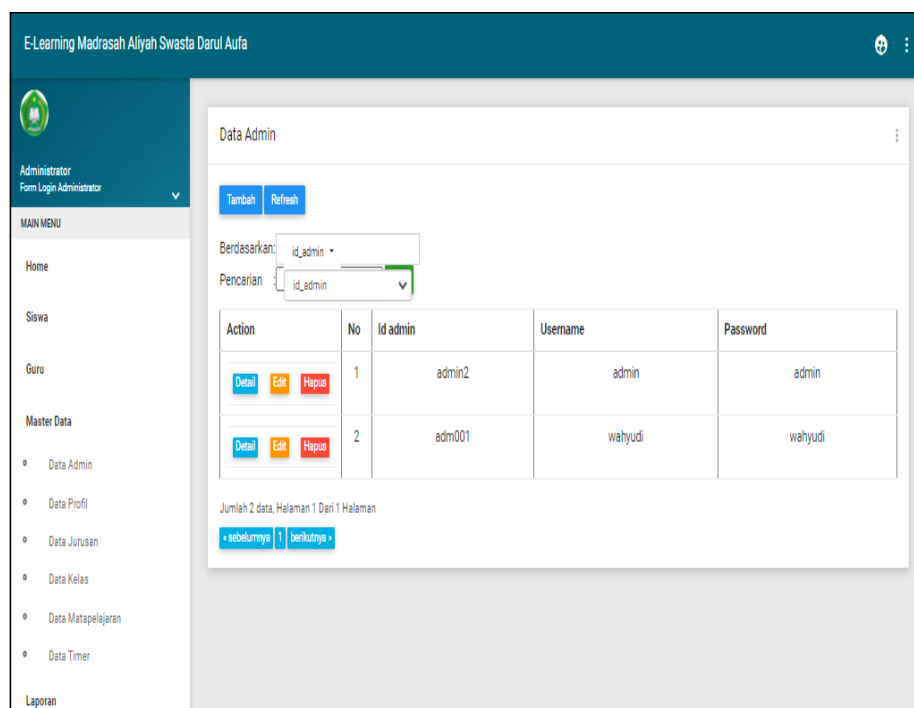 E-Learning Madrasah Aliyah Swasta Darul Aufa
Administrator
Form Login Administrator
MAIN MENU
Home
Siswa
Guru
Master Data
Data Admin
Data Profil
Data Jurusan
Data Kelas
Data Matapelajaran
Data Timer
Laporan
Data Admin
Tambah Refresh
Berdasarkan: id_admin
Pencarian : id_admin
Action No Id admin Username Password
Detail Edit Hapus 1 admin2 admin admin
Detail Edit Hapus 2 adm001 wahyudi wahyudi
Jumlah 2 data, Halaman 1 Dari 1 Halaman
« sebelumnya 1 berikutnya »